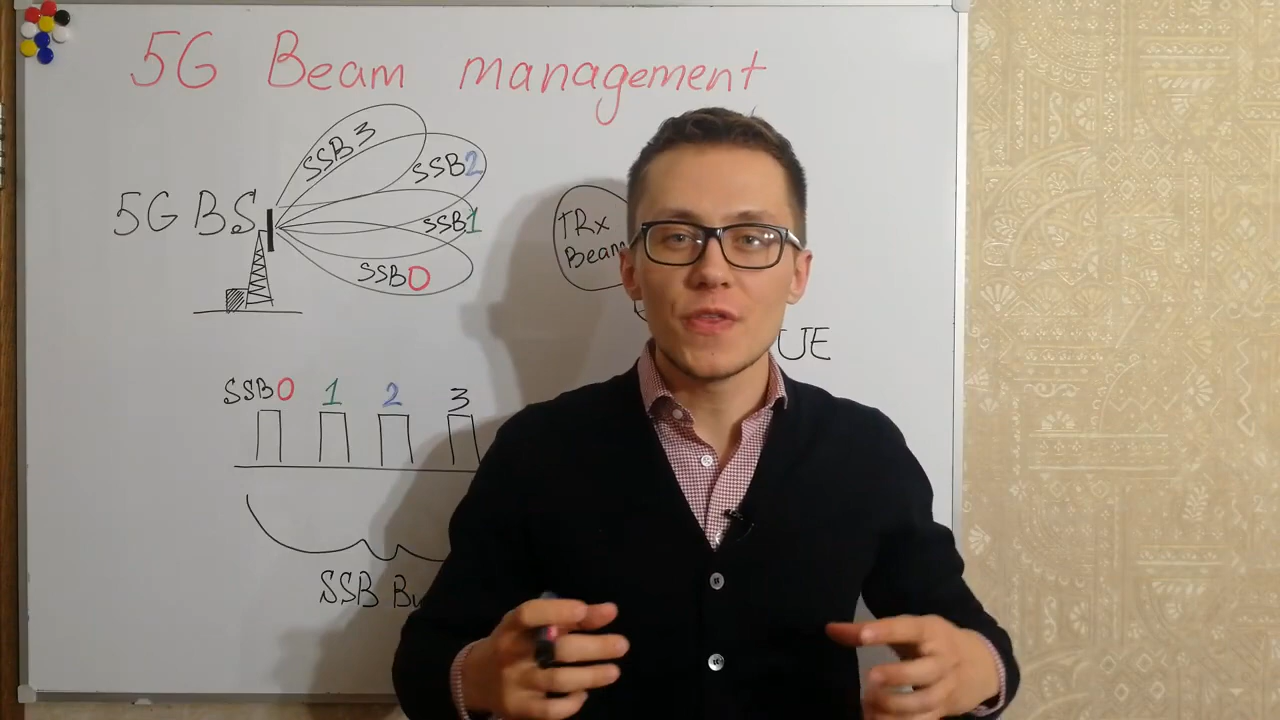 5G Beam management
SSB3
SSB2
5G BS
SSB1
SSB0
TRx
Beam
UE
SSB0 1 2 3
SSB